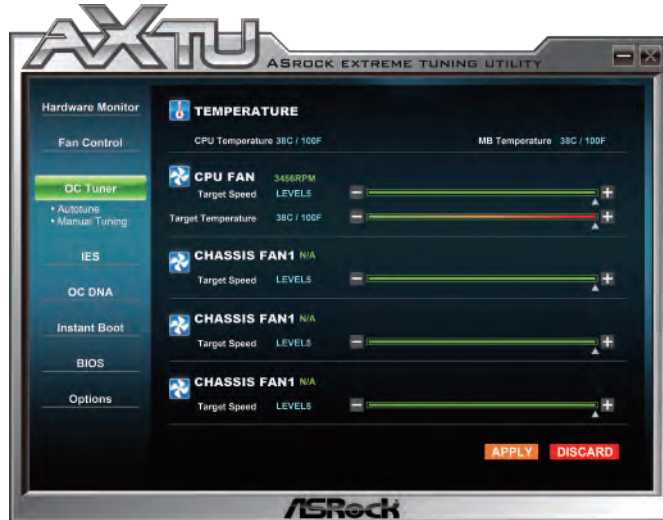 AXTU
ASROCK EXTREME TUNING UTILITY
Hardware Monitor
Fan Control
OC Tuner
• Autotune
• Manual Tuning
IES
OC DNA
Instant Boot
BIOS
Options
TEMPERATURE
CPU Temperature 38C / 100F MB Temperature 38C / 100F
CPU FAN 3456RPM
Target Speed LEVEL5
Target Temperature 38C / 100F
CHASSIS FAN1 N/A
Target Speed LEVEL5
CHASSIS FAN1 N/A
Target Speed LEVEL5
CHASSIS FAN1 N/A
Target Speed LEVEL5
APPLY DISCARD
ASRock